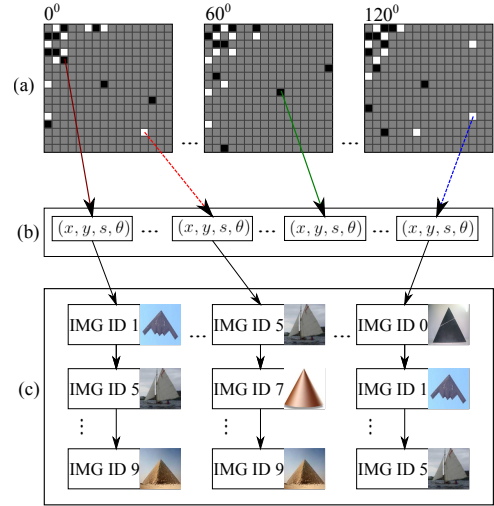 0⁰ 60⁰ 120⁰
(a)
... ...
(b) (x, y, s, θ) ... (x, y, s, θ) ... (x, y, s, θ) ... (x, y, s, θ)
IMG ID 1 ... IMG ID 5 ... IMG ID 0
(c) IMG ID 5 IMG ID 7 IMG ID 1
⋮ ⋮ ⋮
IMG ID 9 IMG ID 9 IMG ID 5